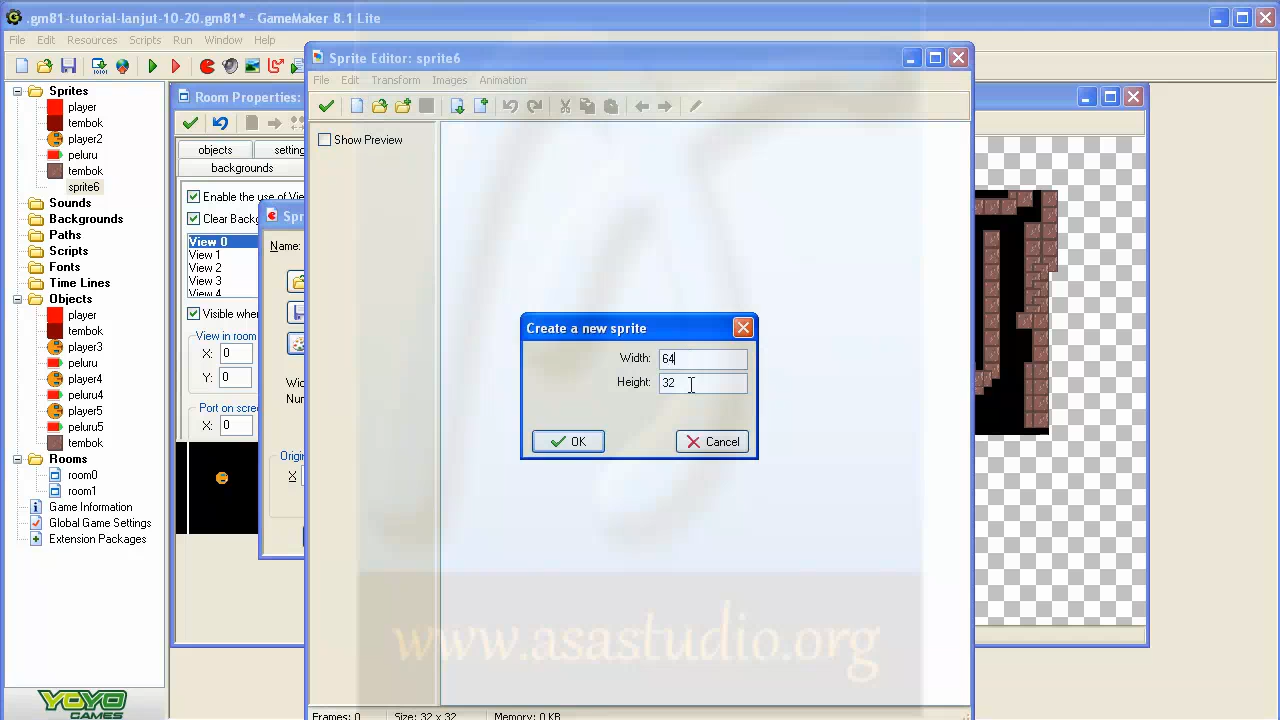 .gm81-tutorial-lanjut-10-20.gm81* - GameMaker 8.1 Lite
File Edit Resources Scripts Run Window Help
Sprites
player
tembok
player2
peluru
tembok
sprite6
Sounds
Backgrounds
Paths
Scripts
Fonts
Time Lines
Objects
player
tembok
player3
peluru
player4
peluru4
player5
peluru5
tembok
Rooms
room0
room1
Game Information
Global Game Settings
Extension Packages
YOYO
GAMES
Room Properties:
objects
backgrounds
Enable the use of
Clear
View 0
View 1
View 2
View 3
View 4
Visible
View in room
X: 0
Y: 0
Port on
X: 0
Name:
X
Sprite Editor: sprite6
File Edit Transform Images Animation
Show Preview
Create a new sprite
Width: 64
Height: 32
OK
Cancel
www.asastudio.org
Frames: 0 Size: 32 x 32 Memory: 0 KB